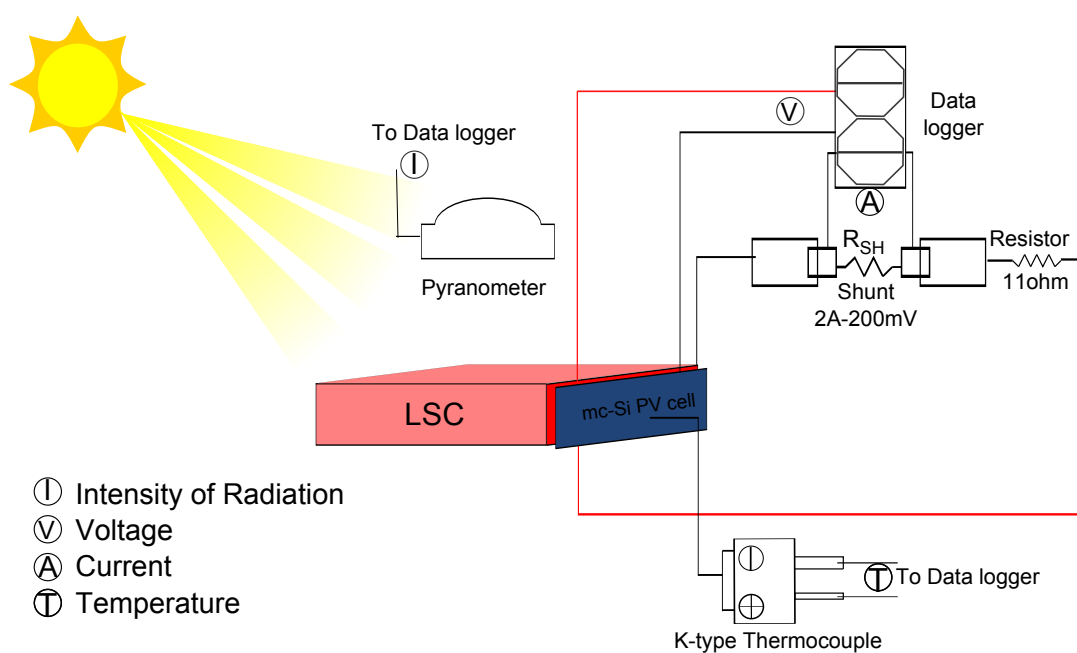 To Data logger
I
Pyranometer
V
Data
logger
A
R_SH
Shunt
2A-200mV
Resistor
11ohm
LSC
mc-Si PV cell
I Intensity of Radiation
V Voltage
A Current
T Temperature
T To Data logger
K-type Thermocouple